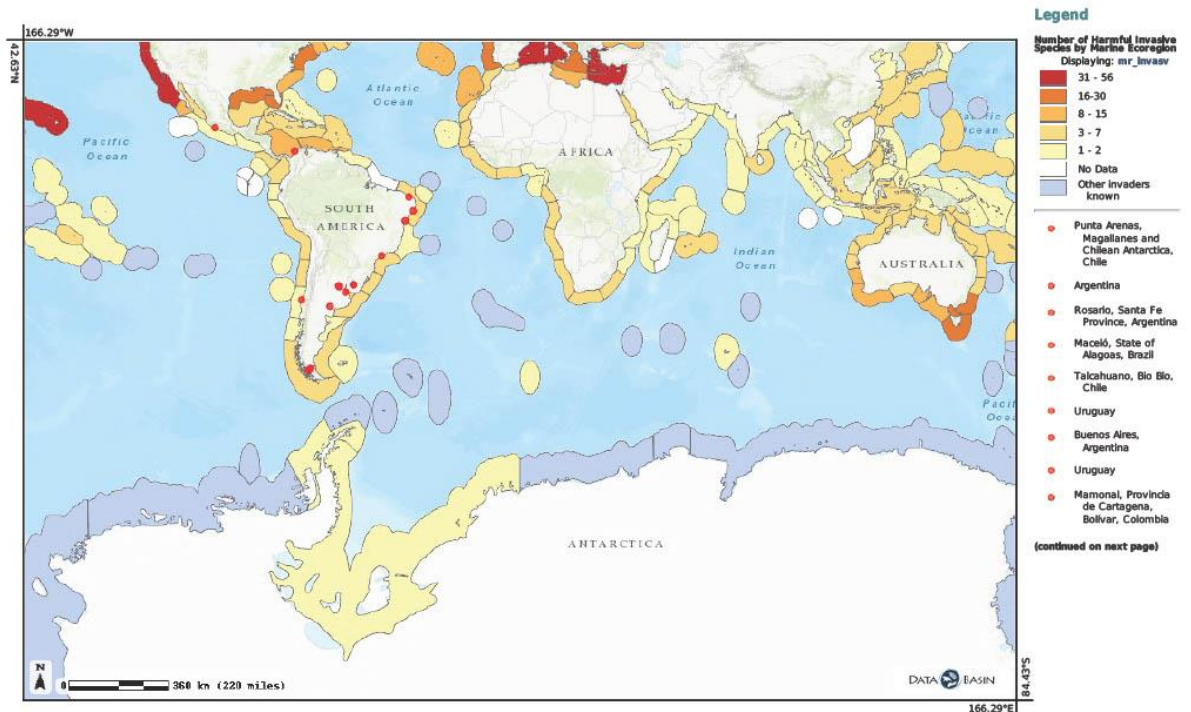 166.29°W
42.63°N
Atlantic
Ocean
Pacific
Ocean
AFRICA
SOUTH
AMERICA
Indian
Ocean
AUSTRALIA
ANTARCTICA
N
0 360 km (220 miles)
DATA BASIN
84.43°S
166.29°E
Legend
Number of Harmful Invasive
Species by Marine Ecoregion
Displaying: mr_invasv
31 - 56
16-30
8 - 15
3 - 7
1 - 2
No Data
Other invaders
known
Punta Arenas,
Magallanes and
Chilean Antarctica,
Chile
Argentina
Rosario, Santa Fe
Province, Argentina
Maceió, State of
Alagoas, Brazil
Talcahuano, Bio Bio,
Chile
Uruguay
Buenos Aires,
Argentina
Uruguay
Mamonal, Provincia
de Cartagena,
Bolívar, Colombia
(continued on next page)